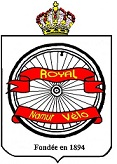 ROYAL
Namur Vélo
Fondée en 1894